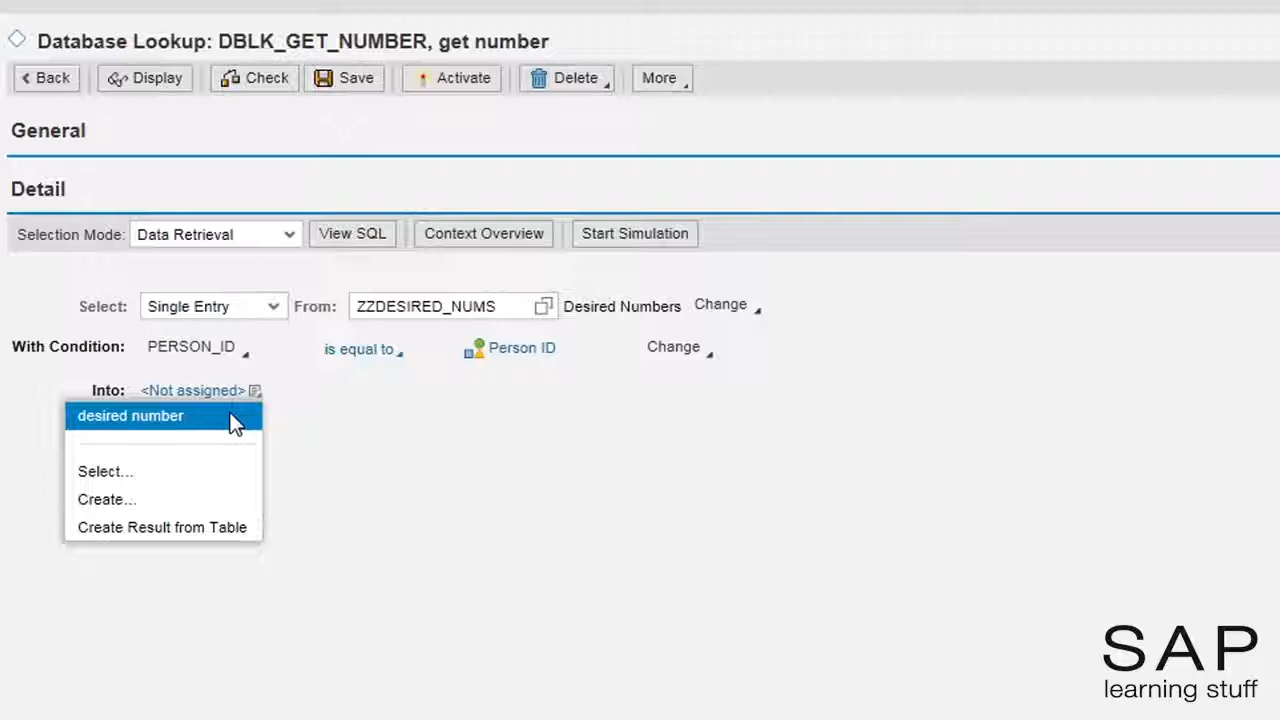 Database Lookup: DBLK_GET_NUMBER, get number
Back Display Check Save Activate Delete More
General
Detail
Selection Mode: Data Retrieval View SQL Context Overview Start Simulation
Select: Single Entry From: ZZDESIRED_NUMS Desired Numbers Change
With Condition: PERSON_ID is equal to Person ID Change
Into: <Not assigned>
desired number
Select...
Create...
Create Result from Table
SAP
learning stuff